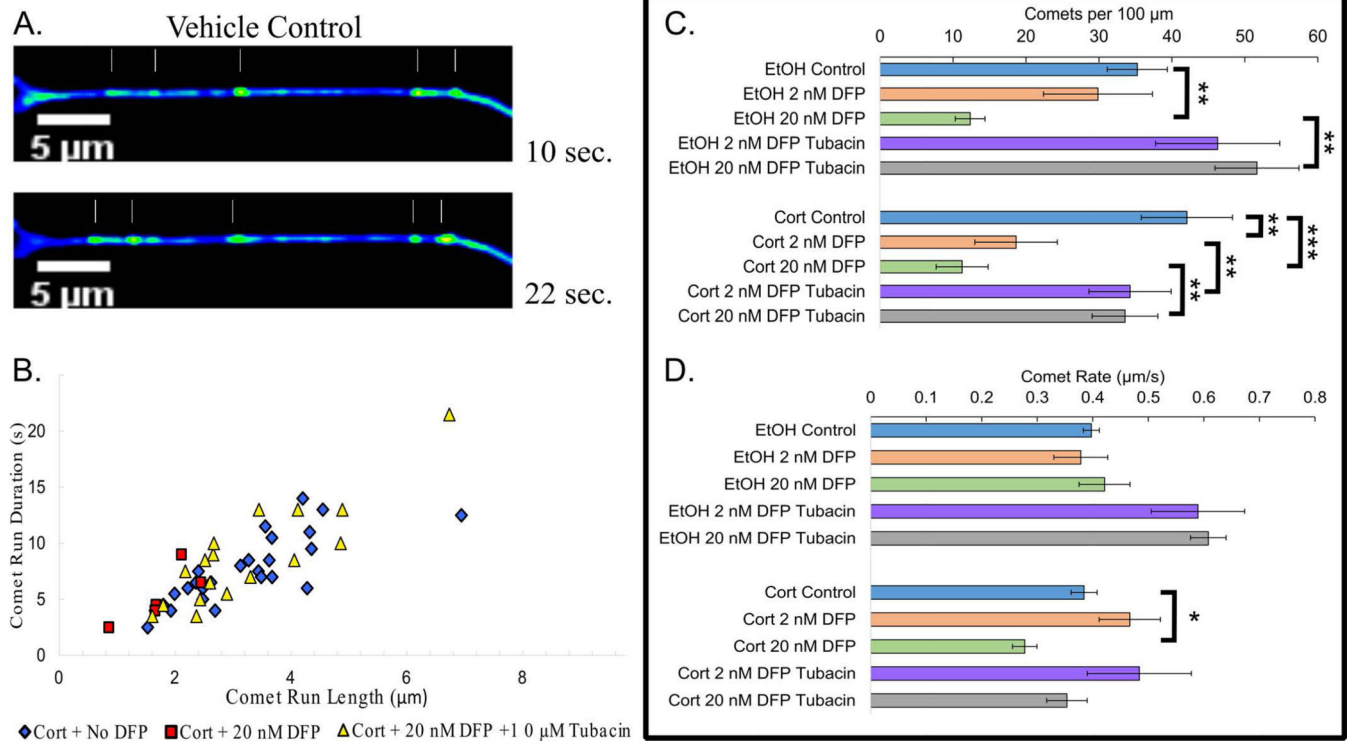 A.
Vehicle Control
5 µm
10 sec.
5 µm
22 sec.
B.
Comet Run Duration (s)
20
15
10
5
0
0 2 4 6 8
Comet Run Length (µm)
Cort + No DFP Cort + 20 nM DFP Cort + 20 nM DFP +1 0 µM Tubacin
C.
Comets per 100 µm
0 10 20 30 40 50 60
EtOH Control
EtOH 2 nM DFP
EtOH 20 nM DFP
EtOH 2 nM DFP Tubacin
EtOH 20 nM DFP Tubacin
**
**
Cort Control
Cort 2 nM DFP
Cort 20 nM DFP
Cort 2 nM DFP Tubacin
Cort 20 nM DFP Tubacin
**
***
**
**
D.
Comet Rate (µm/s)
0 0.1 0.2 0.3 0.4 0.5 0.6 0.7 0.8
EtOH Control
EtOH 2 nM DFP
EtOH 20 nM DFP
EtOH 2 nM DFP Tubacin
EtOH 20 nM DFP Tubacin
Cort Control
Cort 2 nM DFP
Cort 20 nM DFP
Cort 2 nM DFP Tubacin
Cort 20 nM DFP Tubacin
*